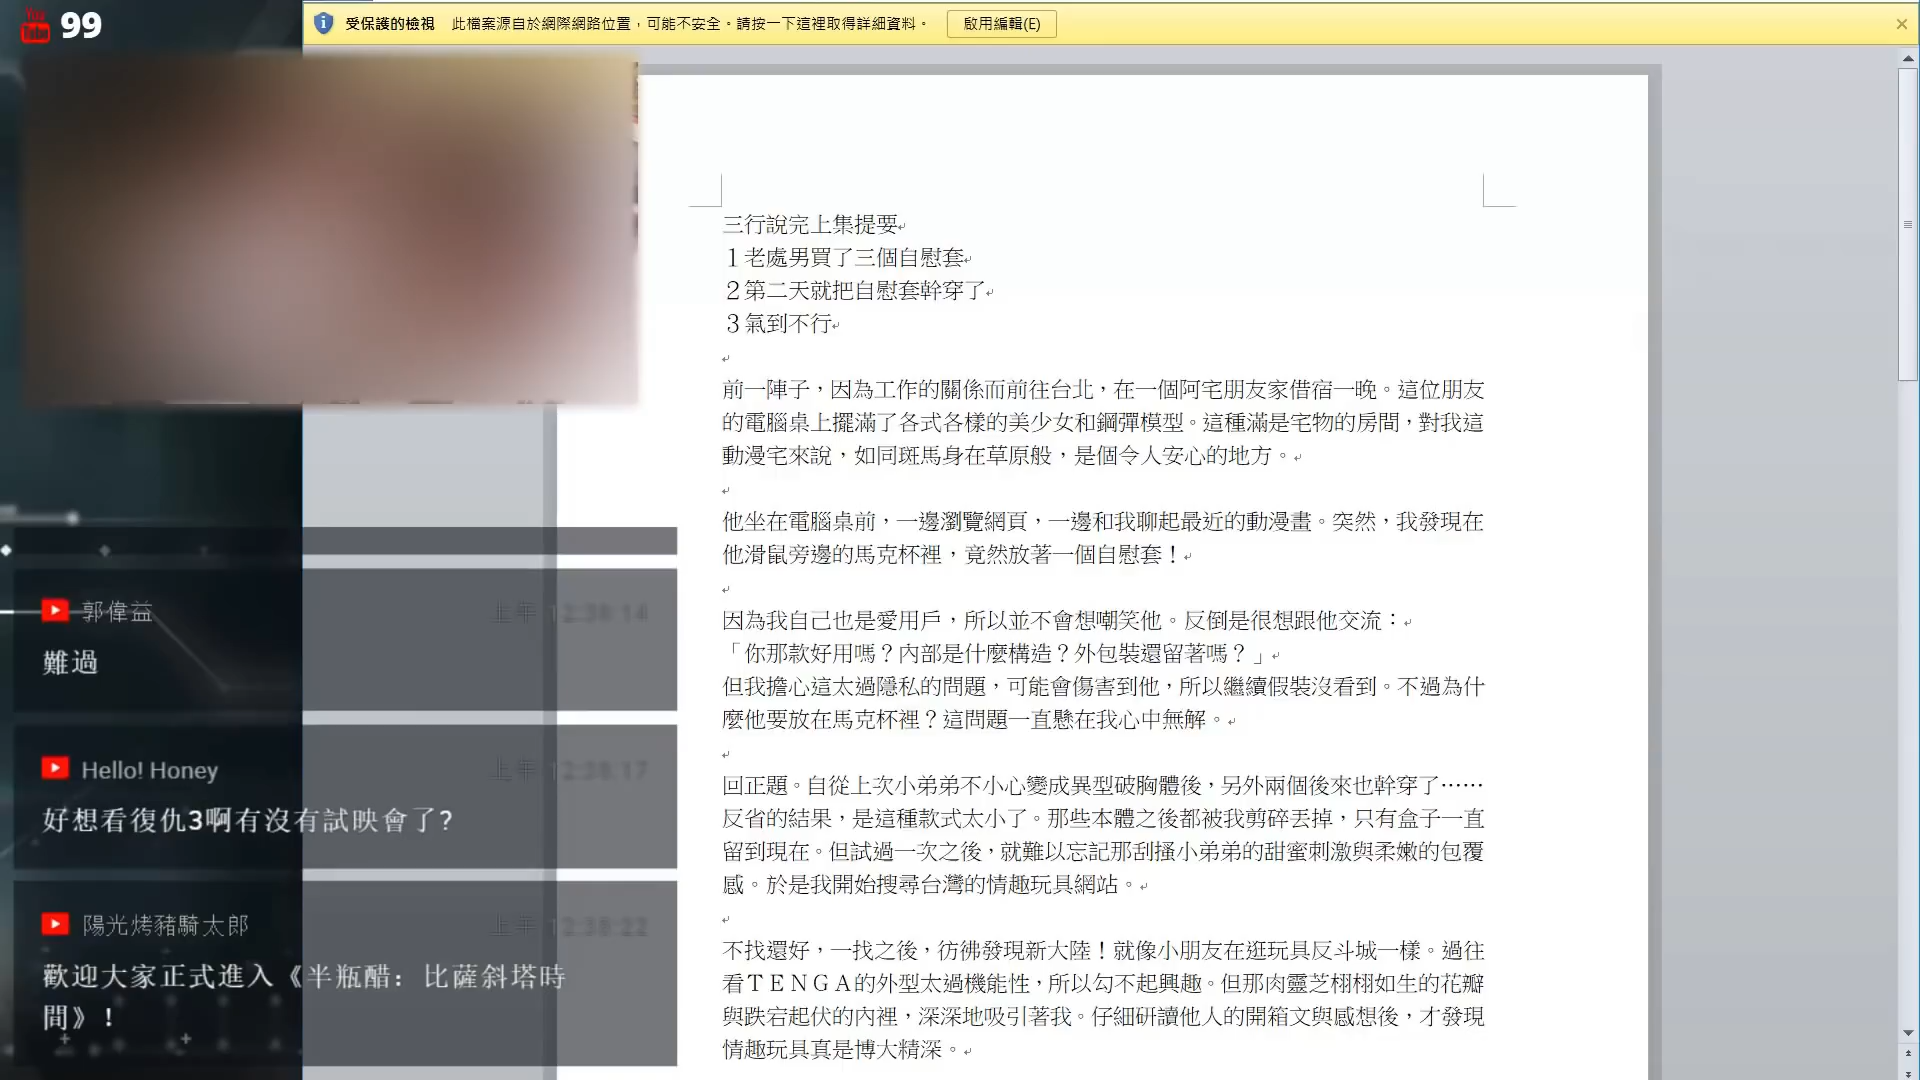 You
Tube
99
受保護的檢視 此檔案源自於網際網路位置，可能不安全。請按一下這裡取得詳細資料。 啟用編輯(E)
三行說完上集提要
１老處男買了三個自慰套
２第二天就把自慰套幹穿了
３氣到不行
前一陣子，因為工作的關係而前往台北，在一個阿宅朋友家借宿一晚。這位朋友
的電腦桌上擺滿了各式各樣的美少女和鋼彈模型。這種滿是宅物的房間，對我這
動漫宅來說，如同斑馬身在草原般，是個令人安心的地方。
他坐在電腦桌前，一邊瀏覽網頁，一邊和我聊起最近的動漫畫。突然，我發現在
他滑鼠旁邊的馬克杯裡，竟然放著一個自慰套！
因為我自己也是愛用戶，所以並不會想嘲笑他。反倒是很想跟他交流：
「你那款好用嗎？內部是什麼構造？外包裝還留著嗎？」
但我擔心這太過隱私的問題，可能會傷害到他，所以繼續假裝沒看到。不過為什
麼他要放在馬克杯裡？這問題一直懸在我心中無解。
回正題。自從上次小弟弟不小心變成異型破胸體後，另外兩個後來也幹穿了……
反省的結果，是這種款式太小了。那些本體之後都被我剪碎丟掉，只有盒子一直
留到現在。但試過一次之後，就難以忘記那刮搔小弟弟的甜蜜刺激與柔嫩的包覆
感。於是我開始搜尋台灣的情趣玩具網站。
不找還好，一找之後，彷彿發現新大陸！就像小朋友在逛玩具反斗城一樣。過往
看ＴＥＮＧＡ的外型太過機能性，所以勾不起興趣。但那肉靈芝栩栩如生的花瓣
與跌宕起伏的內裡，深深地吸引著我。仔細研讀他人的開箱文與感想後，才發現
情趣玩具真是博大精深。
郭偉益 上午 12:38:14
難過
Hello! Honey 上午 12:38:17
好想看復仇3啊有沒有試映會了?
陽光烤豬騎太郎 上午 12:38:22
歡迎大家正式進入《半瓶醋：比薩斜塔時
間》！